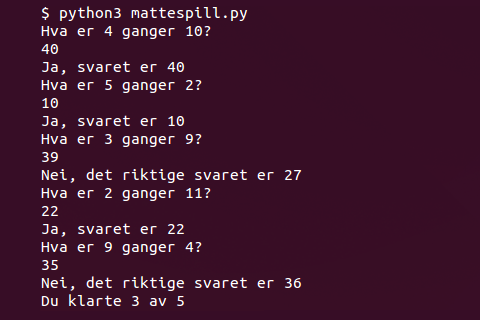 $ python3 mattespill.py
Hva er 4 ganger 10?
40
Ja, svaret er 40
Hva er 5 ganger 2?
10
Ja, svaret er 10
Hva er 3 ganger 9?
39
Nei, det riktige svaret er 27
Hva er 2 ganger 11?
22
Ja, svaret er 22
Hva er 9 ganger 4?
35
Nei, det riktige svaret er 36
Du klarte 3 av 5